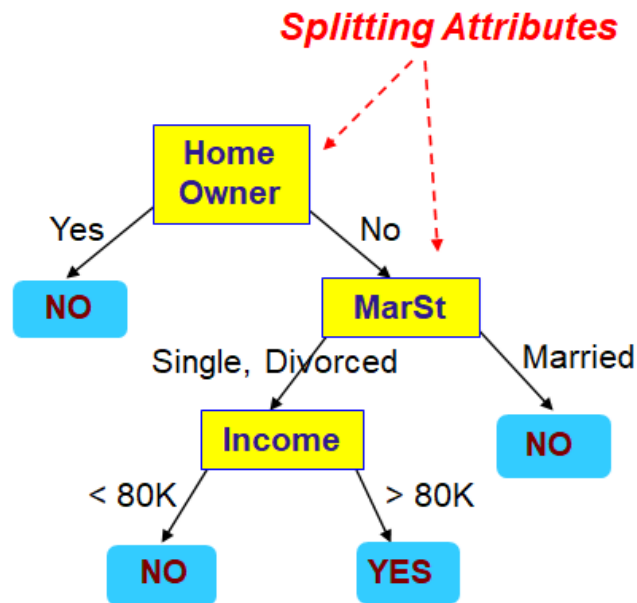 Splitting Attributes
Home
Owner
Yes
No
NO
MarSt
Single, Divorced
Married
Income
NO
< 80K
> 80K
NO
YES